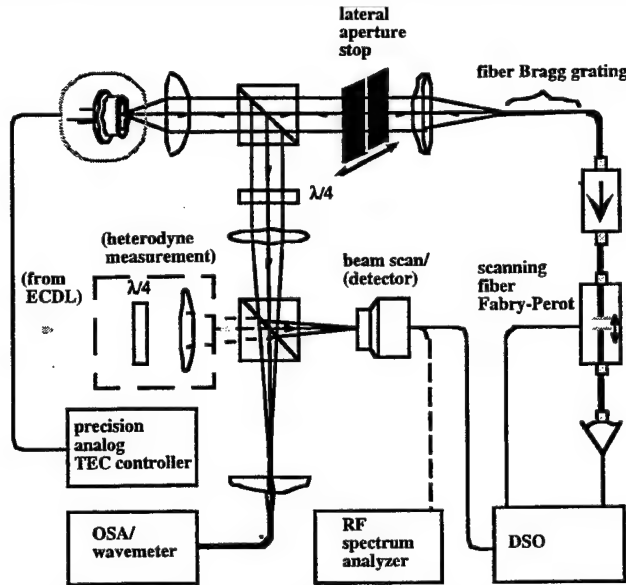 lateral
aperture
stop
fiber Bragg grating
λ/4
(heterodyne
measurement)
beam scan/
(detector)
scanning
fiber
Fabry-Perot
(from
ECDL)
λ/4
precision
analog
TEC controller
OSA/
wavemeter
RF
spectrum
analyzer
DSO